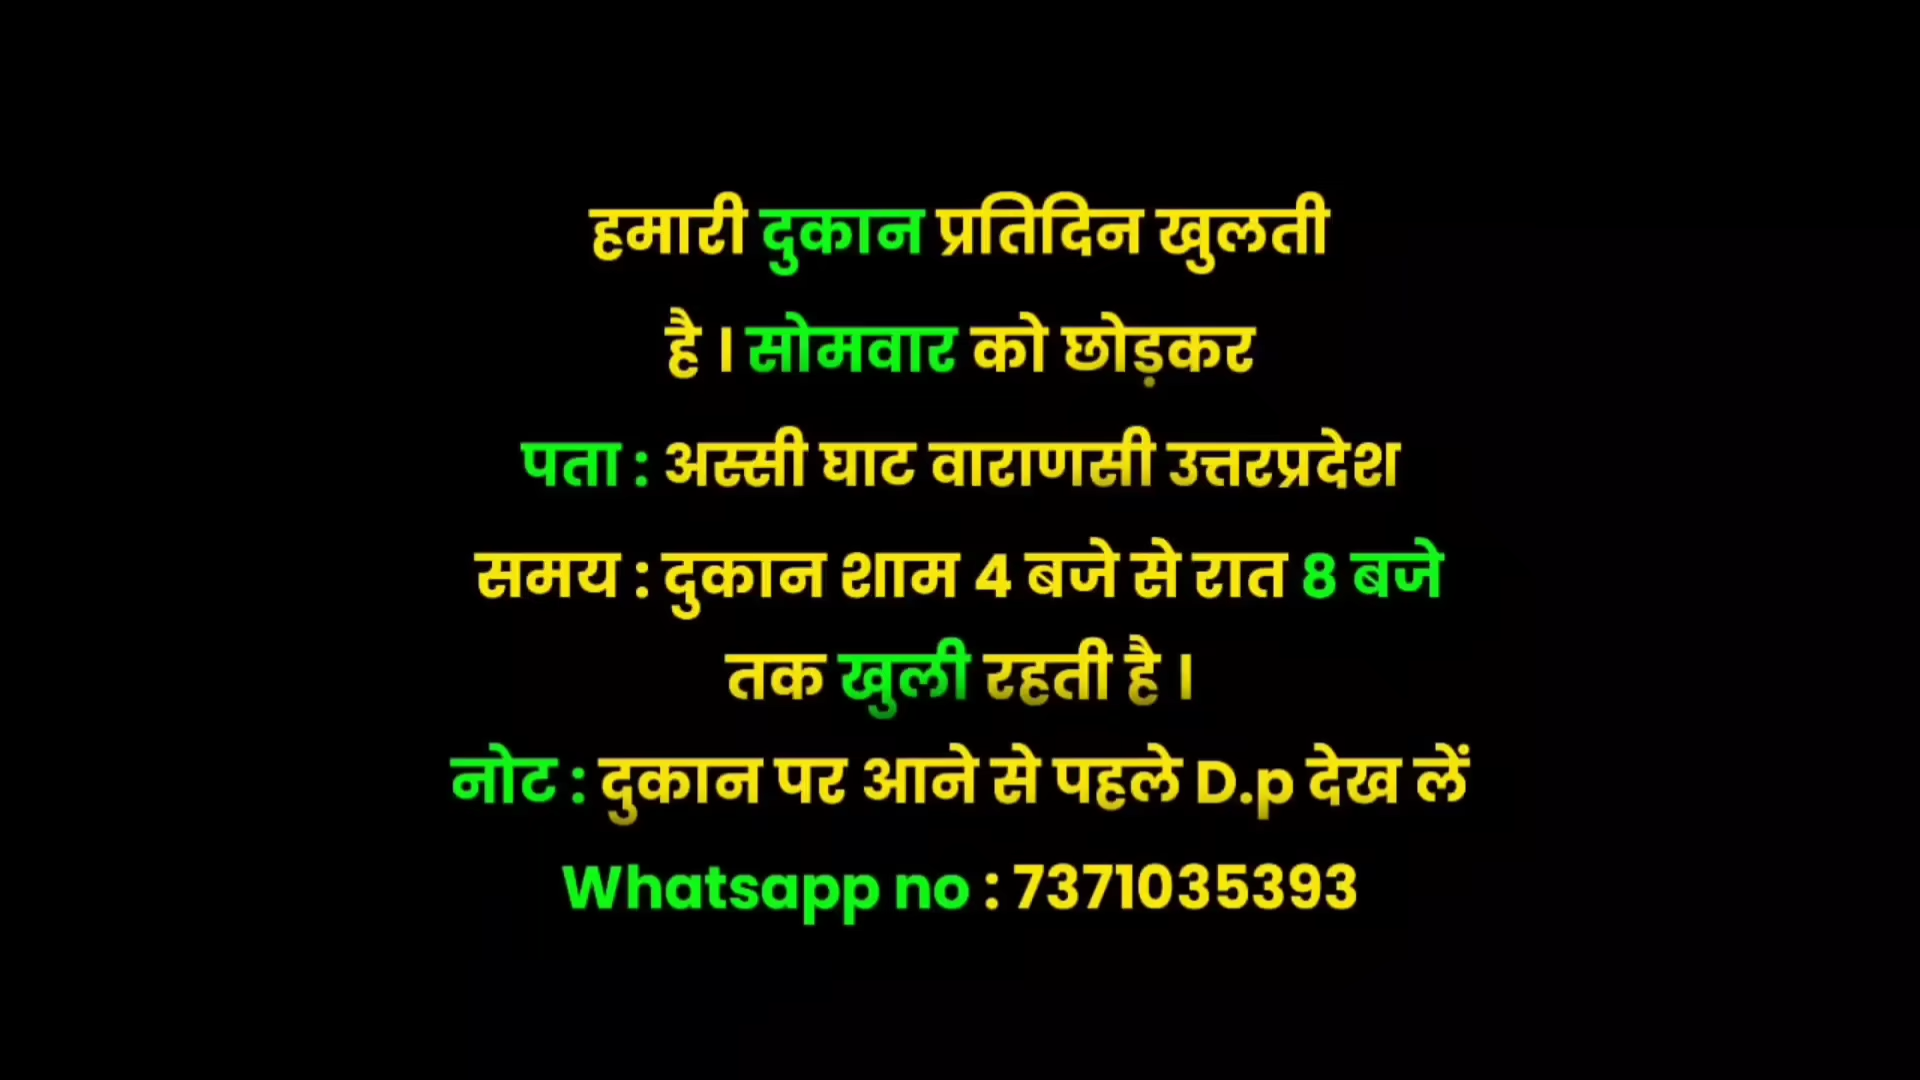 हमारी दुकान प्रतिदिन खुलती
है । सोमवार को छोड़कर
पता : अस्सी घाट वाराणसी उत्तरप्रदेश
समय : दुकान शाम 4 बजे से रात 8 बजे
तक खुली रहती है ।
नोट : दुकान पर आने से पहले D.p देख लें
Whatsapp no : 7371035393